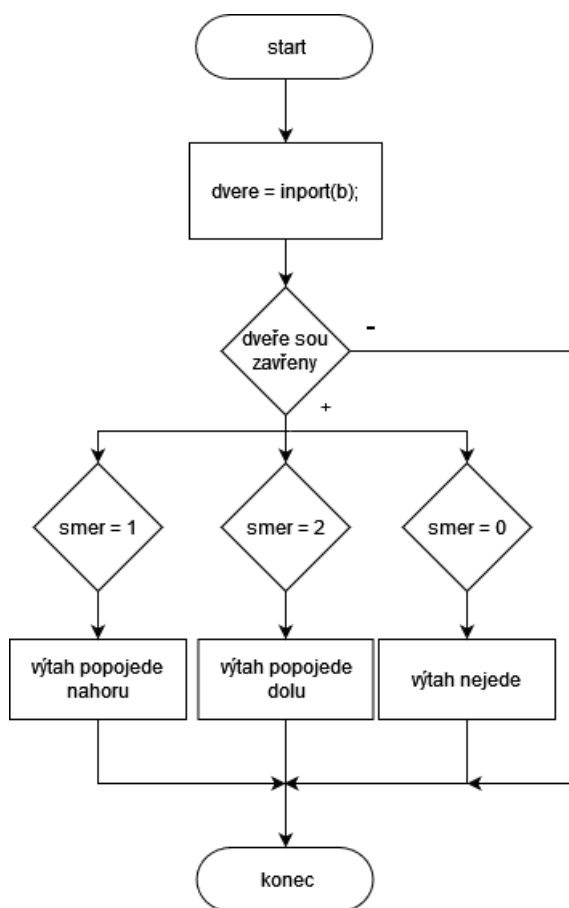 start
dvere = inport(b);
dveře sou
zavřeny
-
+
smer = 1
smer = 2
smer = 0
výtah popojede
nahoru
výtah popojede
dolu
výtah nejede
konec